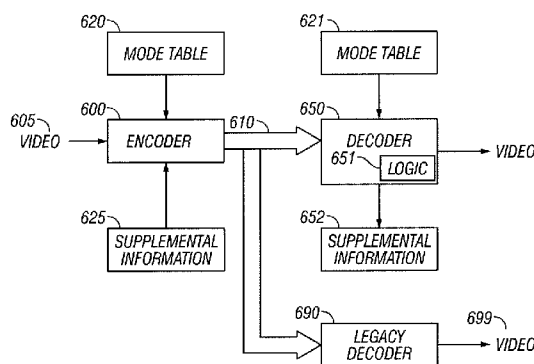 620
MODE TABLE
621
MODE TABLE
605
VIDEO
600
ENCODER
610
650
DECODER
651
LOGIC
VIDEO
625
SUPPLEMENTAL
INFORMATION
652
SUPPLEMENTAL
INFORMATION
690
LEGACY
DECODER
699
VIDEO